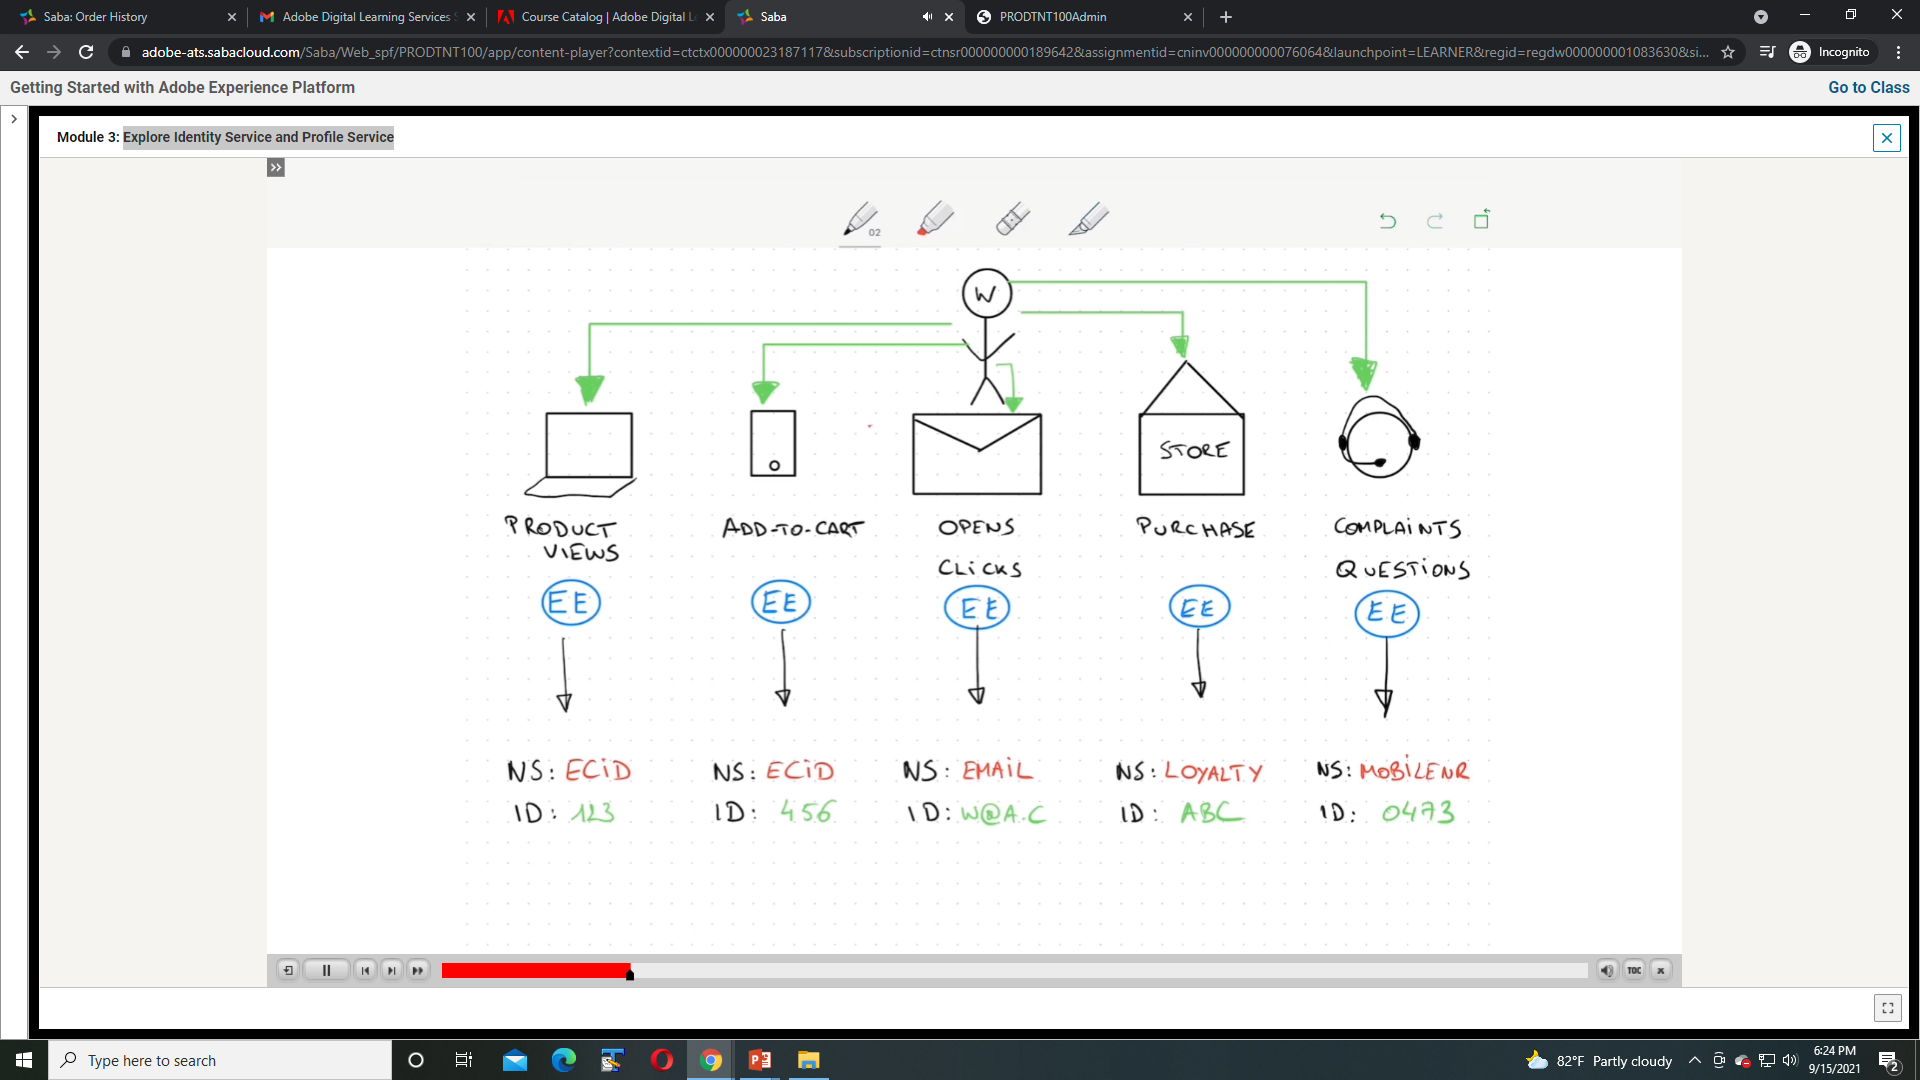 Saba: Order History
Adobe Digital Learning Services S
Course Catalog | Adobe Digital L
Saba
PRODTNT100Admin
adobe-ats.sabacloud.com/Saba/Web_spf/PRODTNT100/app/content-player?contextid=ctctx000000023187117&subscriptionid=ctnsr000000000189642&assignmentid=cninv000000000076064&launchpoint=LEARNER&regid=regdw000000001083630&si...
Incognito
Getting Started with Adobe Experience Platform
Go to Class
Module 3: Explore Identity Service and Profile Service
02
W
STORE
PRODUCT VIEWS
ADD-TO-CART
OPENS
CLICKS
PURCHASE
COMPLAINTS
QUESTIONS
EE EE EE EE EE
NS: ECID NS: ECID NS: EMAIL NS: LOYALTY NS: MOBILENR
ID: 123 ID: 456 ID: W@A.C ID: ABC ID: 0473
TOC
Type here to search
82°F Partly cloudy
6:24 PM
9/15/2021
2